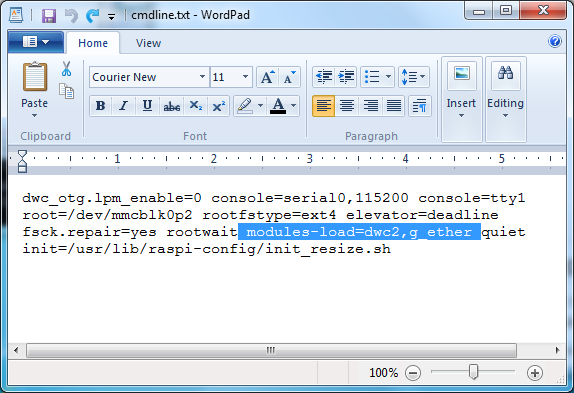 cmdline.txt - WordPad
Home View
Paste
Courier New 11 A A
B I U abc X₂ X² A
Insert
Editing
Clipboard Font Paragraph
1 2 3 4 5
dwc_otg.lpm_enable=0 console=serial0,115200 console=tty1
root=/dev/mmcblk0p2 rootfstype=ext4 elevator=deadline
fsck.repair=yes rootwait modules-load=dwc2,g_ether quiet
init=/usr/lib/raspi-config/init_resize.sh
100%